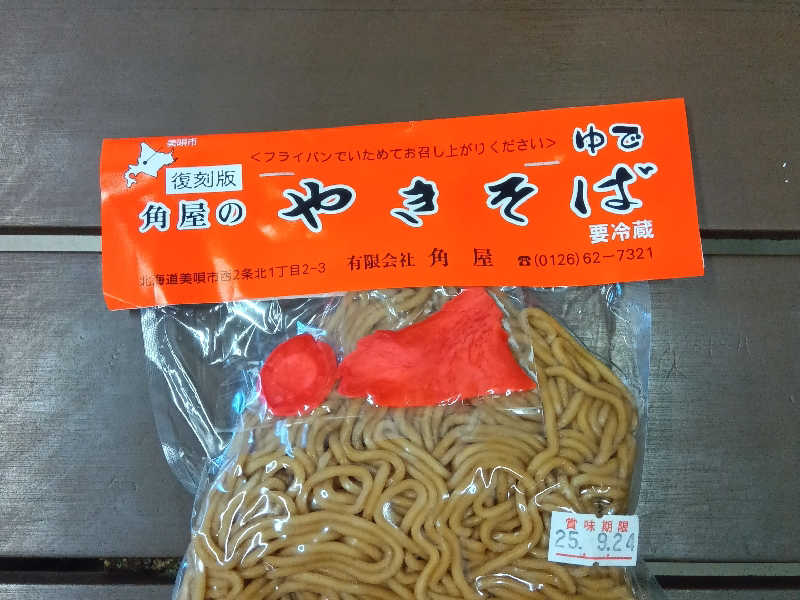 美唄市
<フライパンでいためてお召し上がりください>
復刻版
ゆで
角屋の やきそば
要冷蔵
北海道美唄市西2条北1丁目2-3 有限会社 角屋 ☎(0126)62-7321
賞味期限
25. 9.24